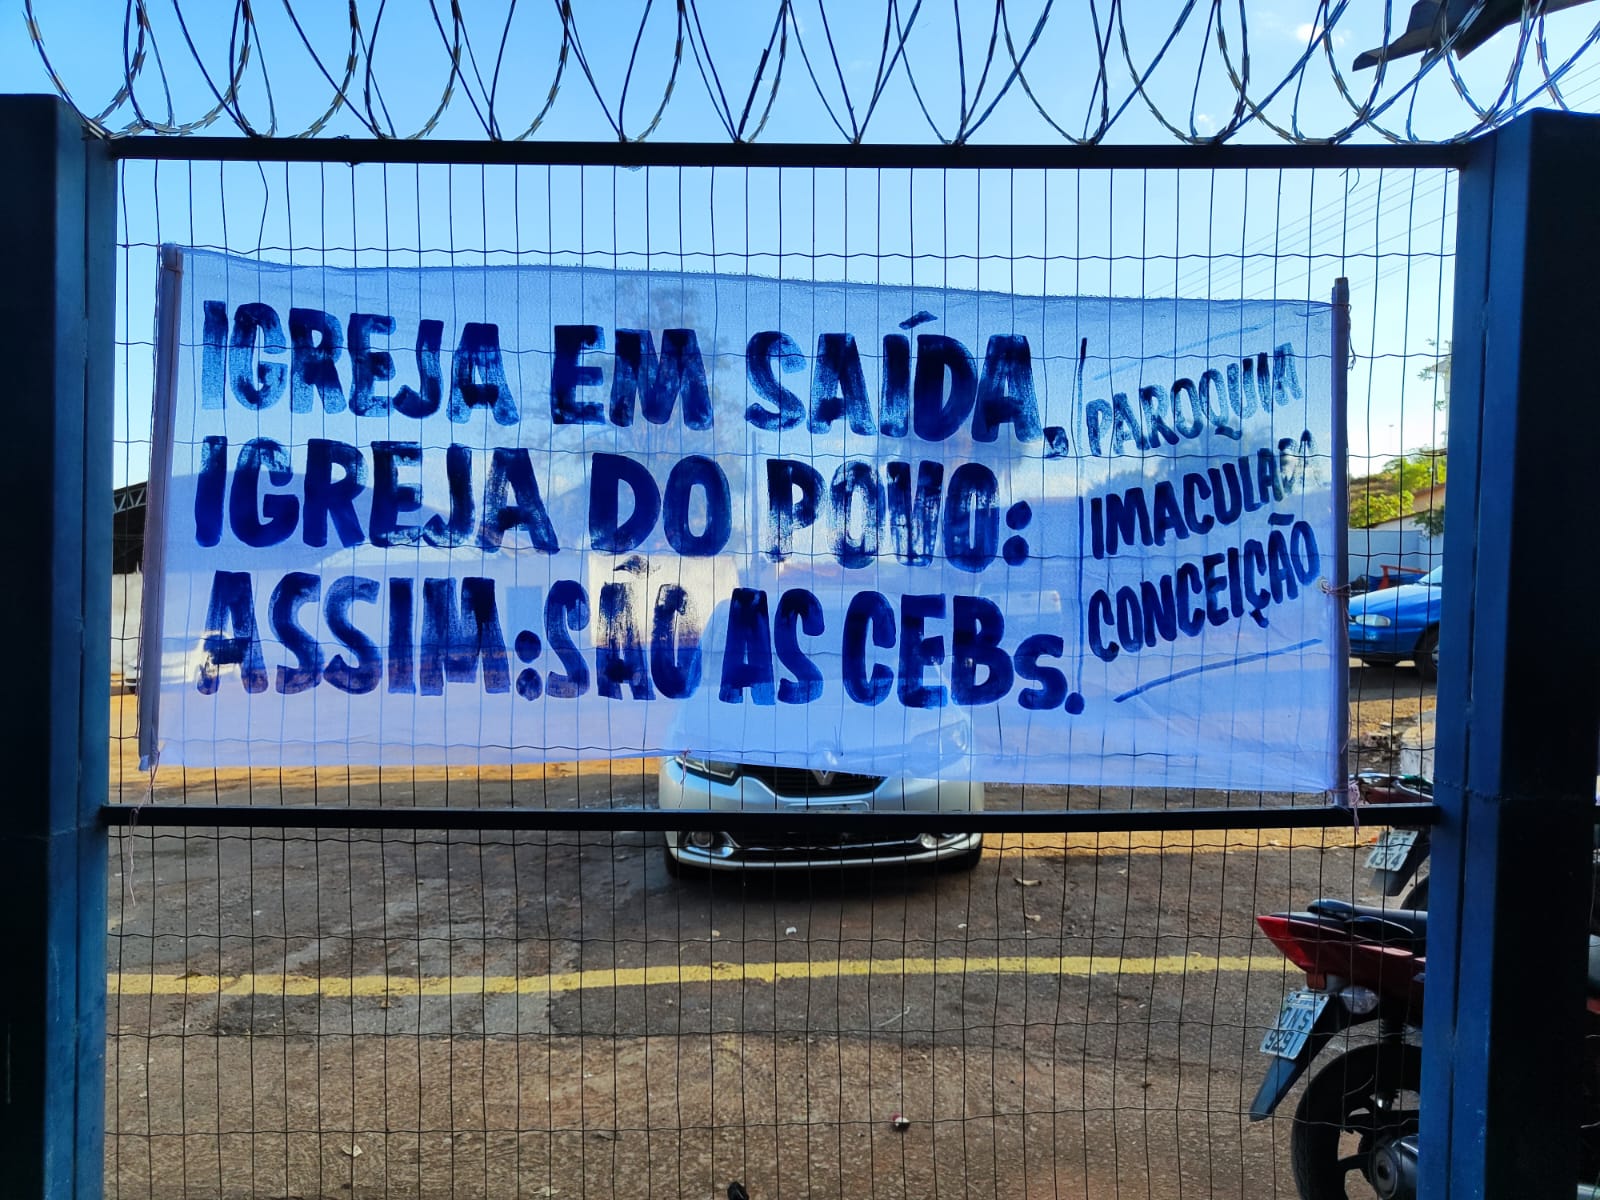 IGREJA EM SAÍDA,
IGREJA DO POVO:
ASSIM:SÃO AS CEBs.
PAROQUIA
IMACULADA
CONCEIÇÃO